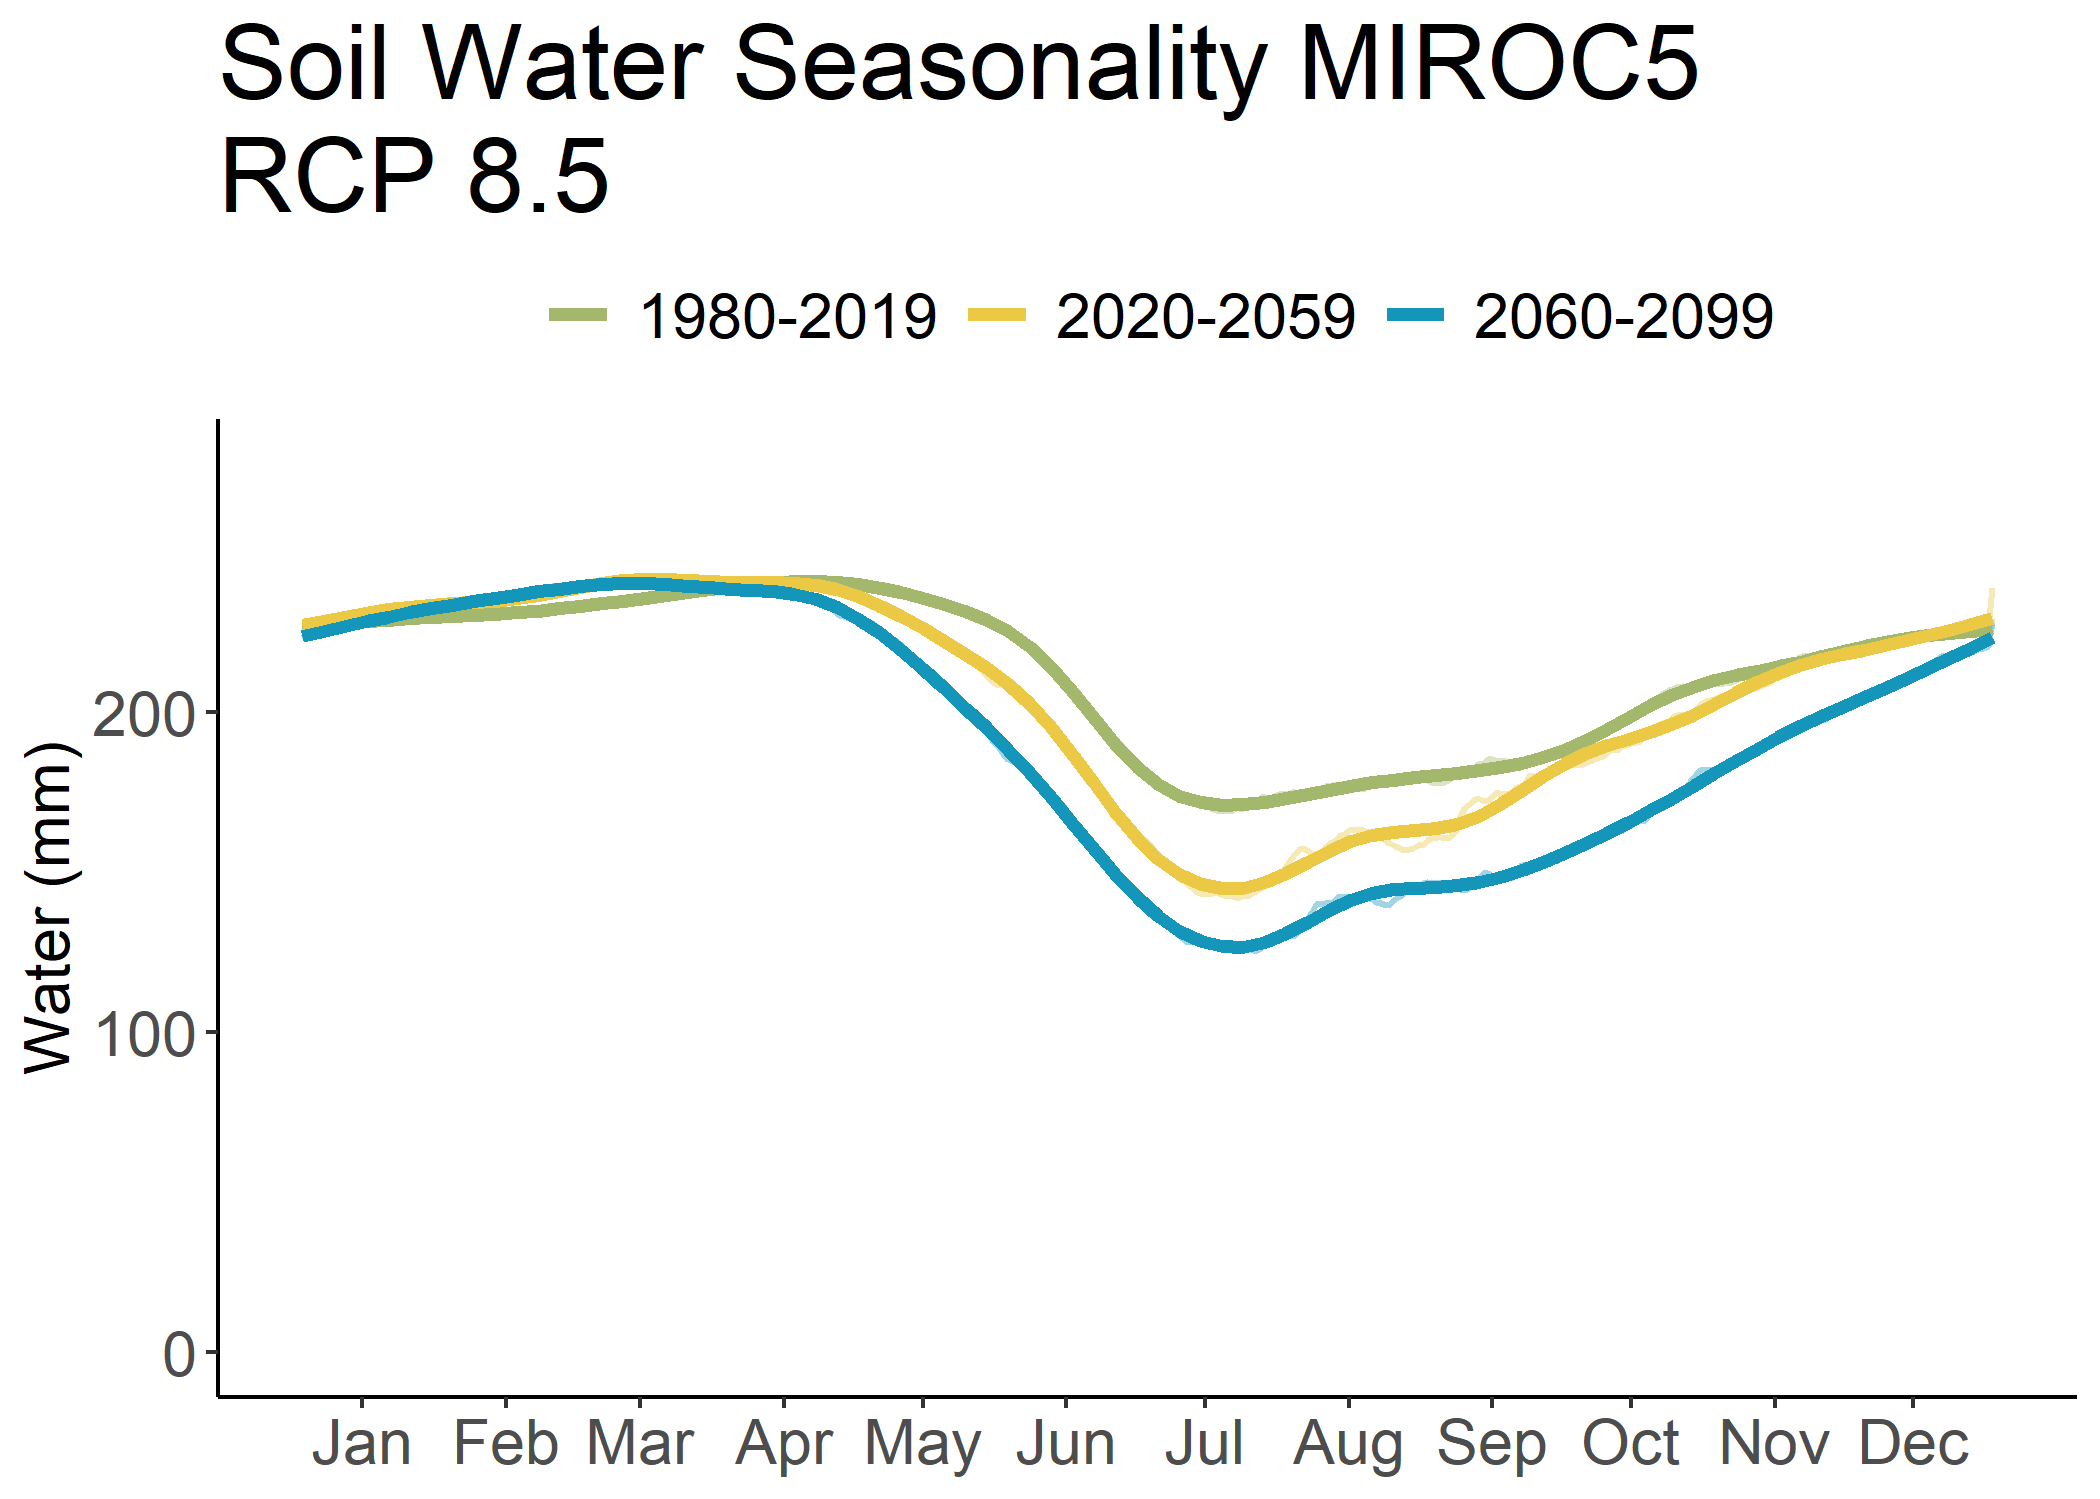 Soil Water Seasonality MIROC5
RCP 8.5
1980-2019 2020-2059 2060-2099
Water (mm)
200
100
0
Jan Feb Mar Apr May Jun Jul Aug Sep Oct Nov Dec